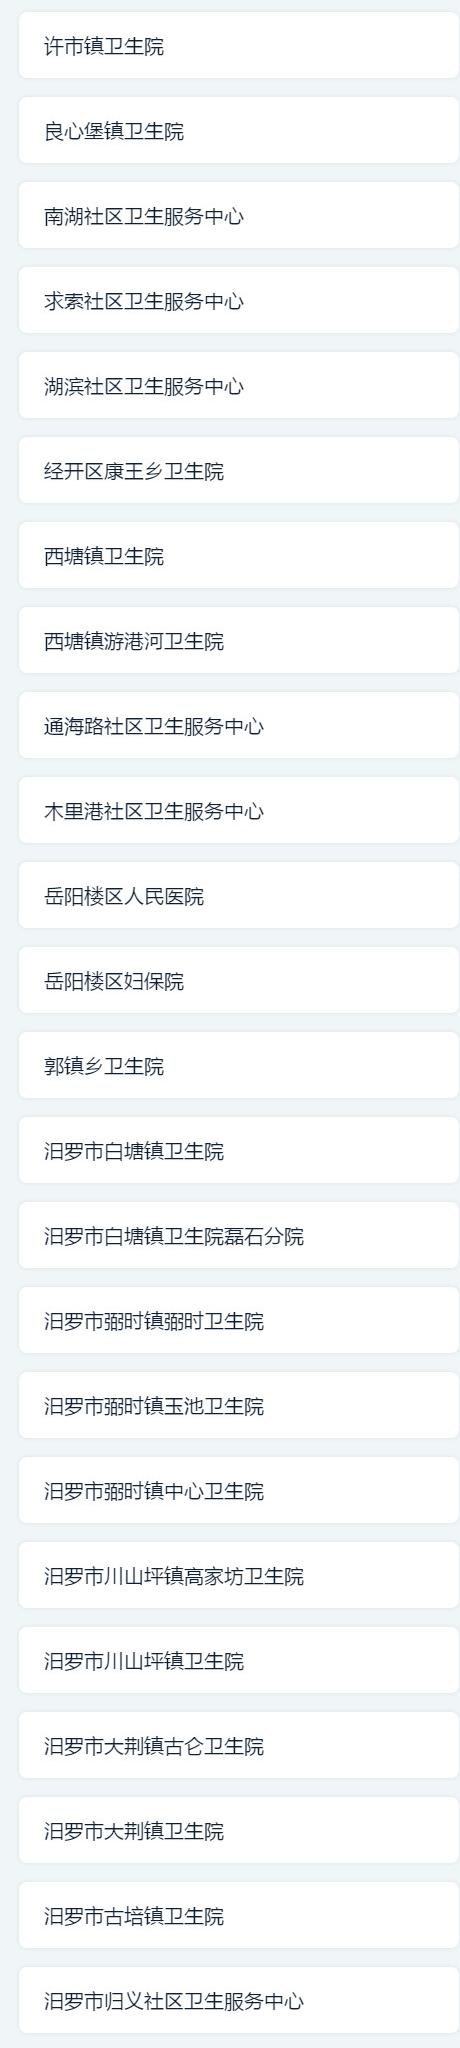 许市镇卫生院
良心堡镇卫生院
南湖社区卫生服务中心
求索社区卫生服务中心
湖滨社区卫生服务中心
经开区康王乡卫生院
西塘镇卫生院
西塘镇游港河卫生院
通海路社区卫生服务中心
木里港社区卫生服务中心
岳阳楼区人民医院
岳阳楼区妇保院
郭镇乡卫生院
汨罗市白塘镇卫生院
汨罗市白塘镇卫生院磊石分院
汨罗市弼时镇弼时卫生院
汨罗市弼时镇玉池卫生院
汨罗市弼时镇中心卫生院
汨罗市川山坪镇高家坊卫生院
汨罗市川山坪镇卫生院
汨罗市大荆镇古仑卫生院
汨罗市大荆镇卫生院
汨罗市古培镇卫生院
汨罗市归义社区卫生服务中心